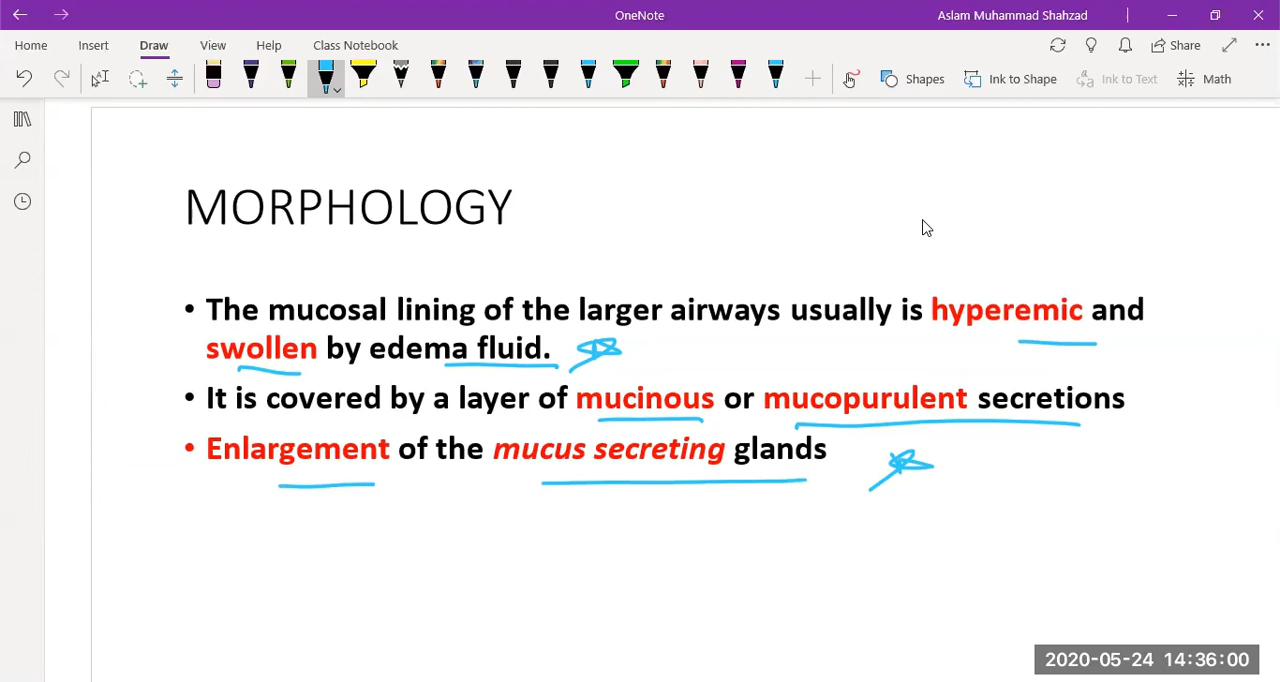 OneNote
Aslam Muhammad Shahzad
Home Insert Draw View Help Class Notebook Share
Shapes Ink to Shape Ink to Text Math
MORPHOLOGY
• The mucosal lining of the larger airways usually is hyperemic and
swollen by edema fluid.
• It is covered by a layer of mucinous or mucopurulent secretions
• Enlargement of the mucus secreting glands
2020-05-24 14:36:00